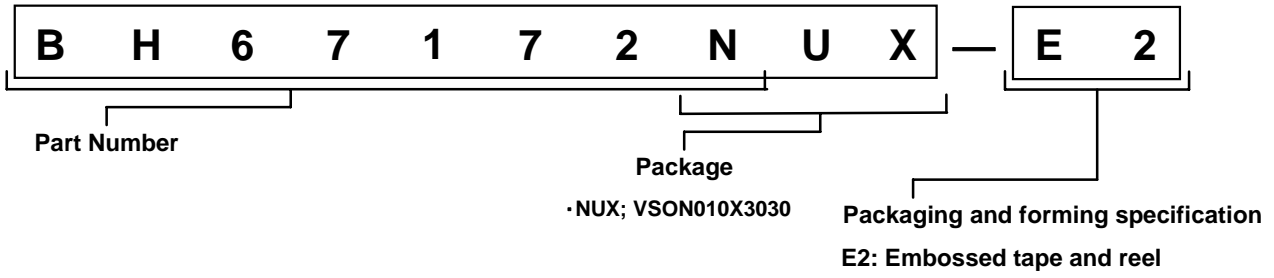 B H 6 7 1 7 2 N U X — E 2
Part Number
Package
・NUX; VSON010X3030
Packaging and forming specification
E2: Embossed tape and reel